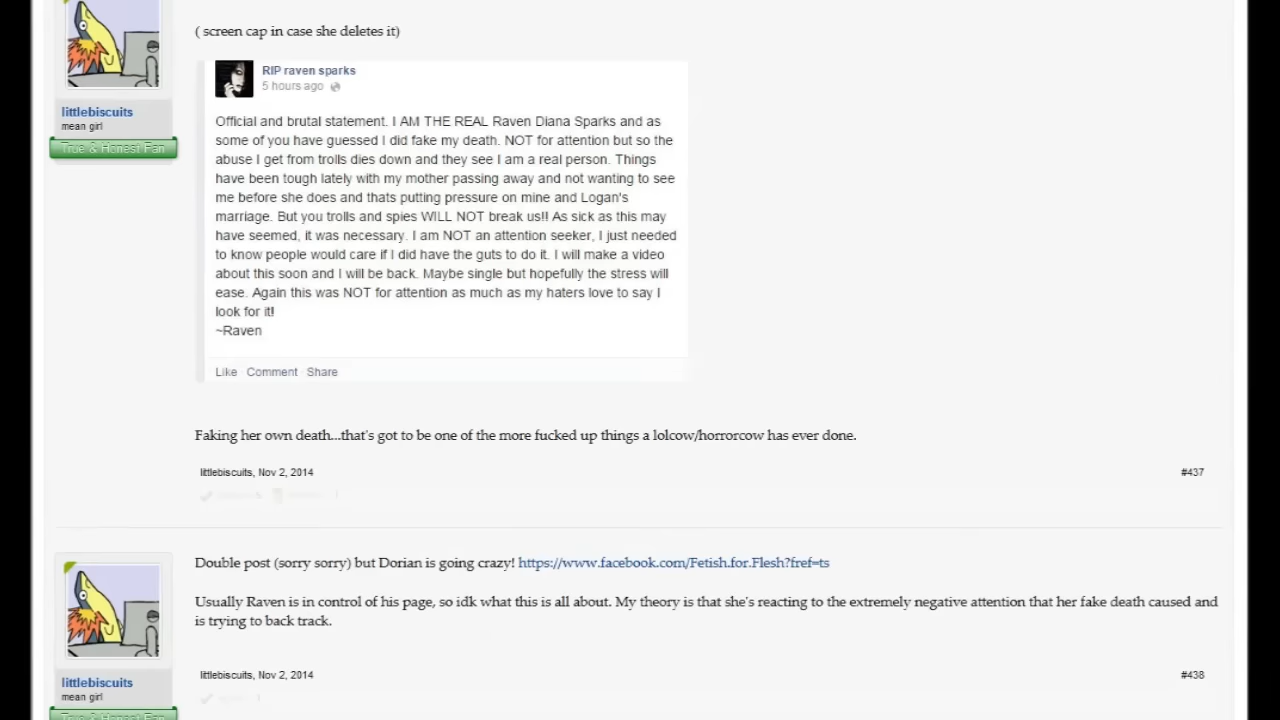 ( screen cap in case she deletes it)
RIP raven sparks
5 hours ago
littlebiscuits
mean girl
True & Honest Fan
Official and brutal statement. I AM THE REAL Raven Diana Sparks and as
some of you have guessed I did fake my death. NOT for attention but so the
abuse I get from trolls dies down and they see I am a real person. Things
have been tough lately with my mother passing away and not wanting to see
me before she does and thats putting pressure on mine and Logan's
marriage. But you trolls and spies WILL NOT break us!! As sick as this may
have seemed, it was necessary. I am NOT an attention seeker, I just needed
to know people would care if I did have the guts to do it. I will make a video
about this soon and I will be back. Maybe single but hopefully the stress will
ease. Again this was NOT for attention as much as my haters love to say I
look for it!
~Raven
Like · Comment · Share
Faking her own death...that's got to be one of the more fucked up things a lolcow/horrorcow has ever done.
littlebiscuits, Nov 2, 2014 #437
Double post (sorry sorry) but Dorian is going crazy! https://www.facebook.com/Fetish.for.Flesh?fref=ts
Usually Raven is in control of his page, so idk what this is all about. My theory is that she's reacting to the extremely negative attention that her fake death caused and
is trying to back track.
littlebiscuits, Nov 2, 2014 #438
littlebiscuits
mean girl
True & Honest Fan